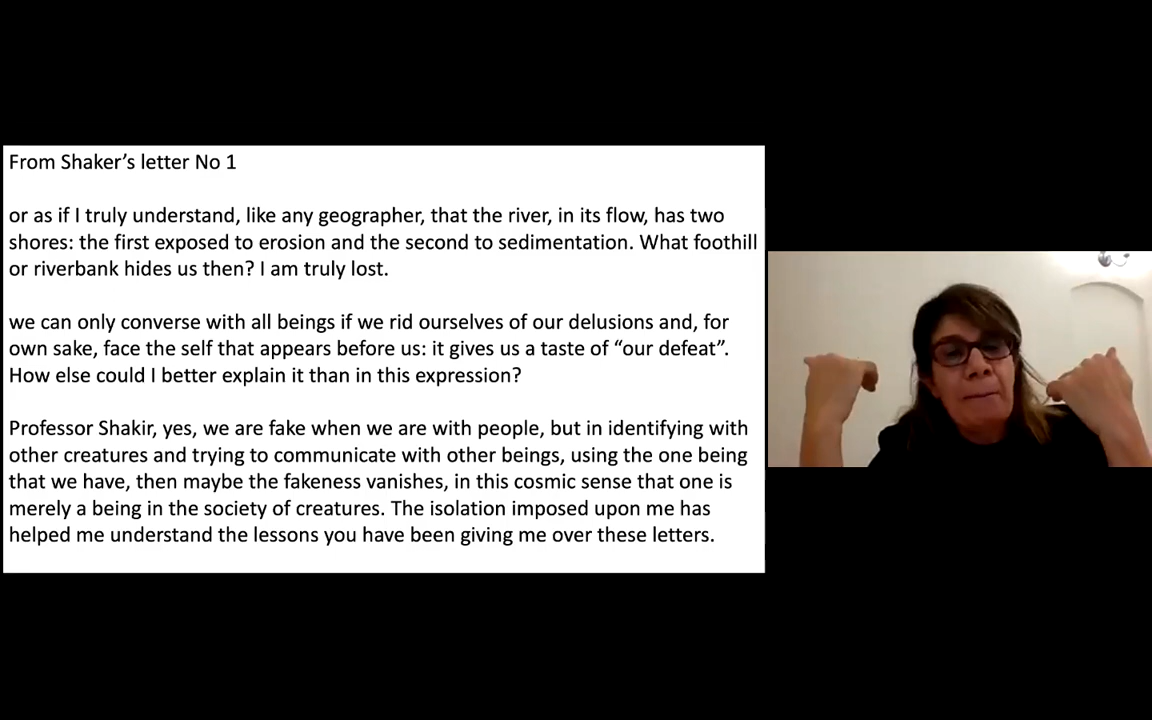 From Shaker’s letter No 1
or as if I truly understand, like any geographer, that the river, in its flow, has two
shores: the first exposed to erosion and the second to sedimentation. What foothill
or riverbank hides us then? I am truly lost.
we can only converse with all beings if we rid ourselves of our delusions and, for
own sake, face the self that appears before us: it gives us a taste of “our defeat”.
How else could I better explain it than in this expression?
Professor Shakir, yes, we are fake when we are with people, but in identifying with
other creatures and trying to communicate with other beings, using the one being
that we have, then maybe the fakeness vanishes, in this cosmic sense that one is
merely a being in the society of creatures. The isolation imposed upon me has
helped me understand the lessons you have been giving me over these letters.